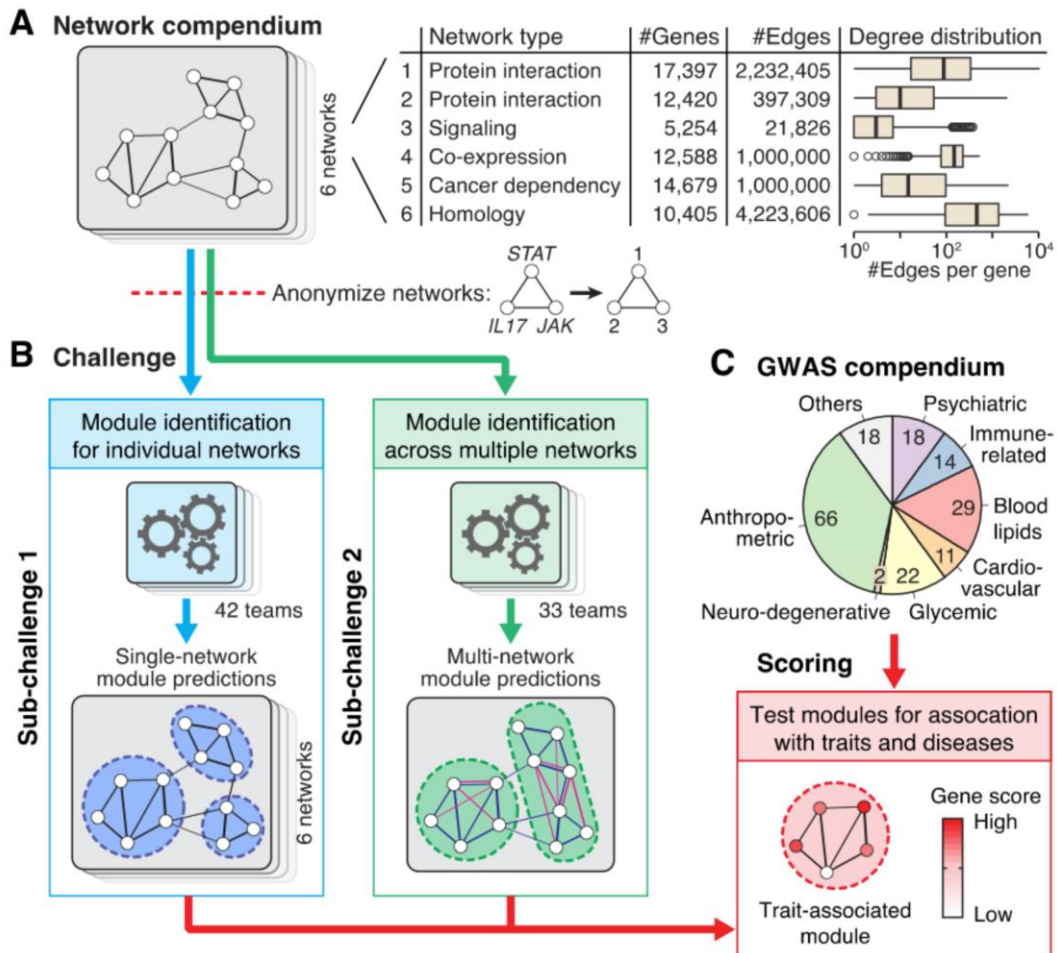 A Network compendium
6 networks
Network type #Genes #Edges Degree distribution
1 Protein interaction 17,397 2,232,405
2 Protein interaction 12,420 397,309
3 Signaling 5,254 21,826
4 Co-expression 12,588 1,000,000
5 Cancer dependency 14,679 1,000,000
6 Homology 10,405 4,223,606
10⁰ 10² 10⁴
#Edges per gene
Anonymize networks:
STAT
IL17 JAK
1
2 3
B Challenge
Sub-challenge 1
Module identification
for individual networks
42 teams
Single-network
module predictions
6 networks
Sub-challenge 2
Module identification
across multiple networks
33 teams
Multi-network
module predictions
C GWAS compendium
Others
18
Psychiatric
18
Immune-
related
14
Blood
lipids
29
Cardio-
vascular
11
Glycemic
22
Neuro-degenerative
2
Anthropo-
metric
66
Scoring
Test modules for assocation
with traits and diseases
Gene score
High
Low
Trait-associated
module